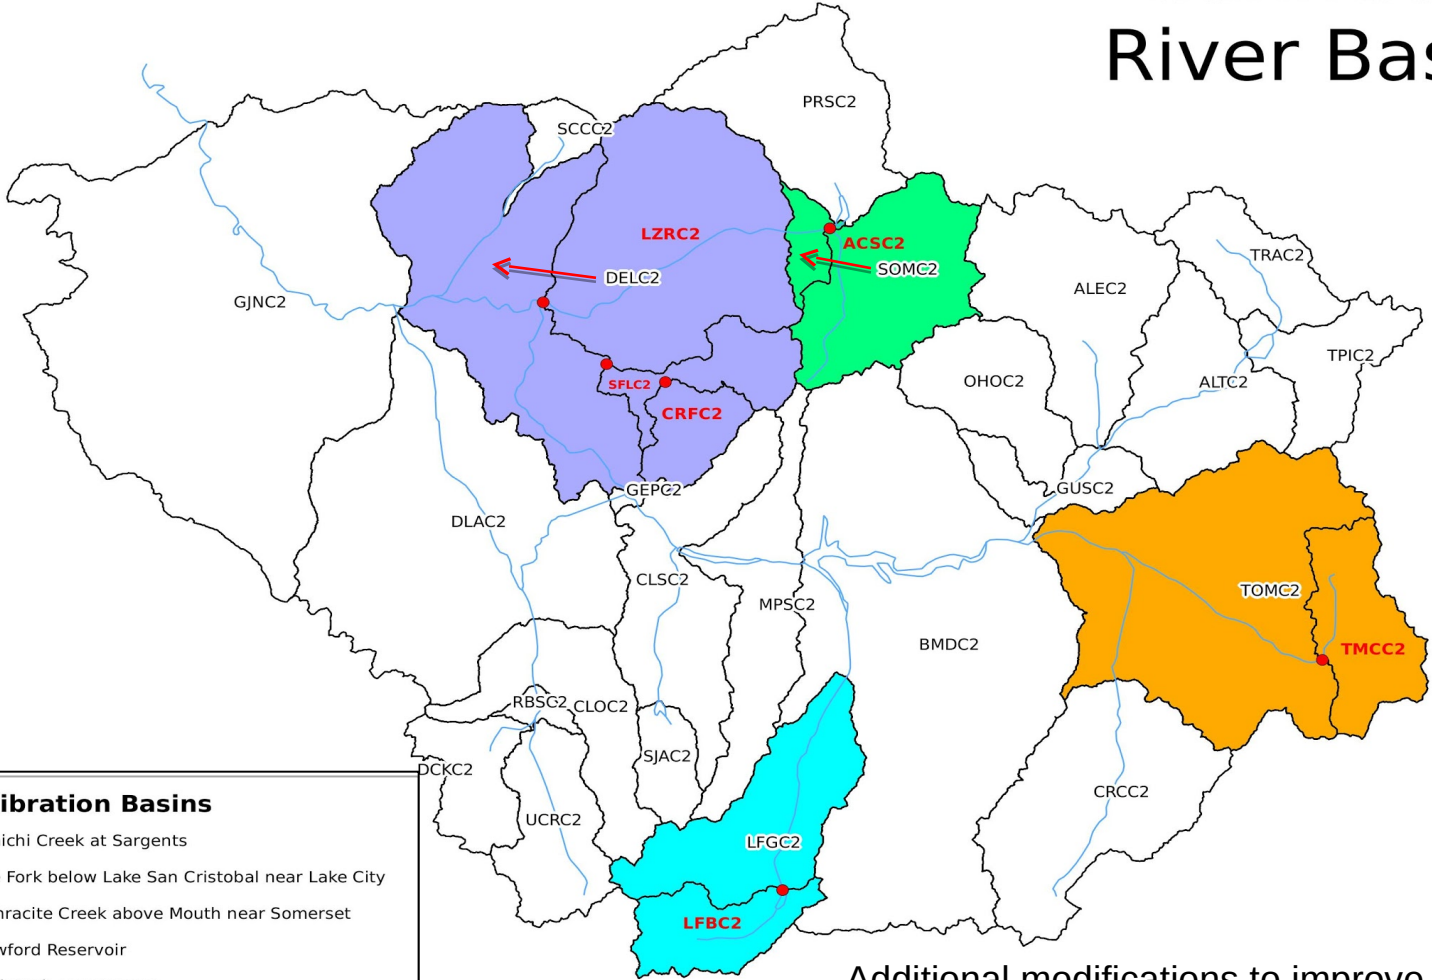 River Bas
PRSC2
SCCC2
LZRC2
ACSC2
SOMC2
DELC2
GJNC2
TRAC2
ALEC2
TPIC2
OHOC2
ALTC2
SFLC2
CRFC2
GEPC2
GUSC2
DLAC2
CLSC2
MPSC2
TOMC2
BMDC2
TMCC2
RBSC2
CLOC2
SJAC2
DCKC2
CRCC2
UCRC2
LFGC2
LFBC2
ibration Basins
ichi Creek at Sargents
Fork below Lake San Cristobal near Lake City
racite Creek above Mouth near Somerset
wford Reservoir
Additional modifications to improve